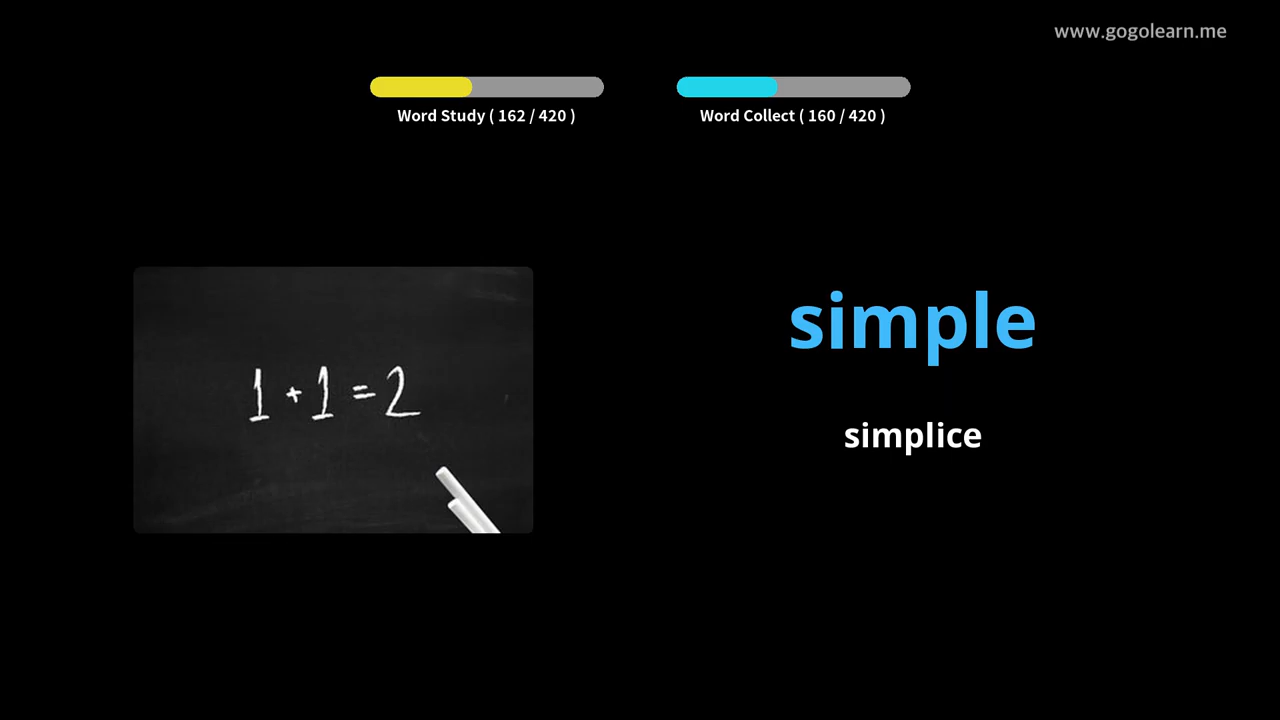 www.gogolearn.me
Word Study ( 162 / 420 )
Word Collect ( 160 / 420 )
1 + 1 = 2
simple
simplice